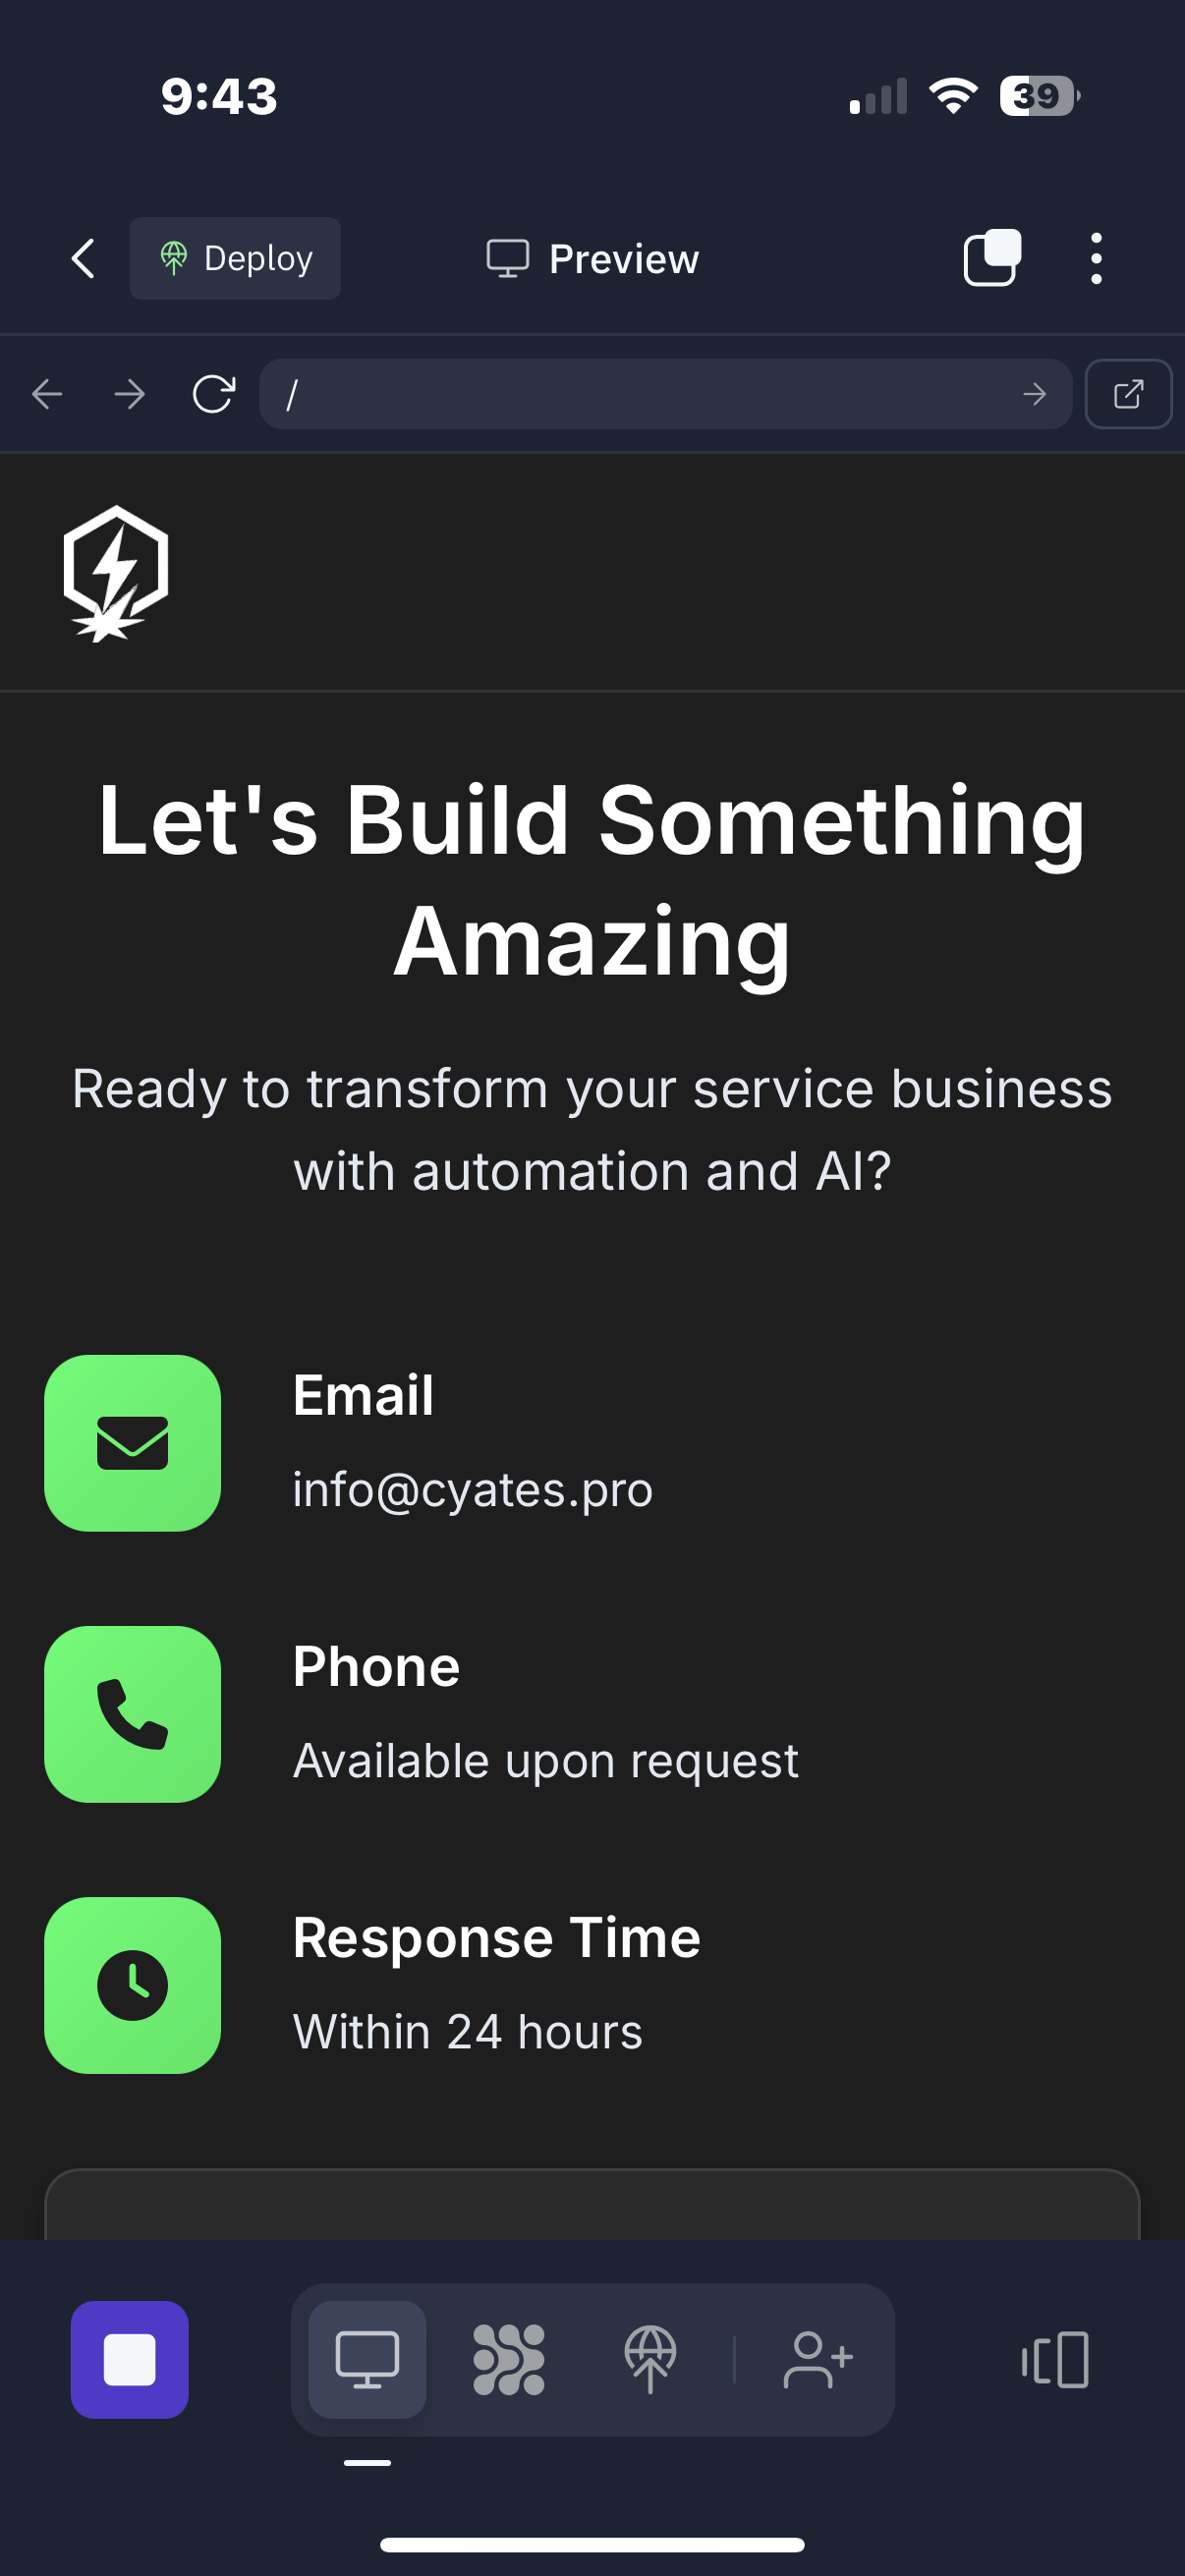 9:43
39
Deploy
Preview
/
Let's Build Something
Amazing
Ready to transform your service business
with automation and AI?
Email
info@cyates.pro
Phone
Available upon request
Response Time
Within 24 hours